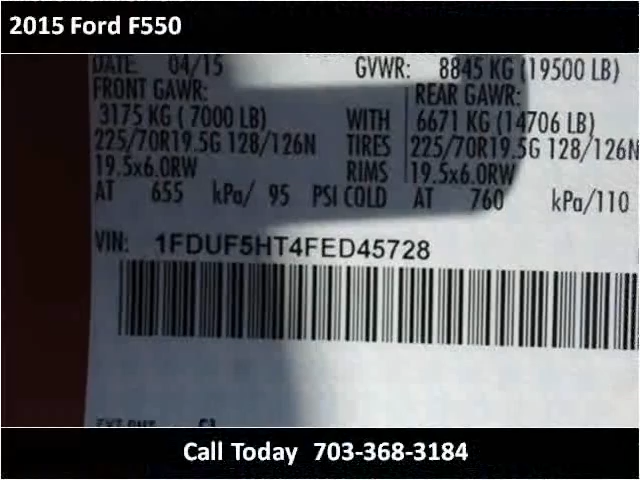 2015 Ford F550
DATE: 04/15 GVWR: 8845 KG (19500 LB)
FRONT GAWR: REAR GAWR:
3175 KG ( 7000 LB) WITH 6671 KG (14706 LB)
225/70R19.5G 128/126N TIRES 225/70R19.5G 128/126N
19.5x6.0RW RIMS 19.5x6.0RW
AT 655 kPa/ 95 PSI COLD AT 760 kPa/110
VIN: 1FDUF5HT4FED45728
Call Today 703-368-3184